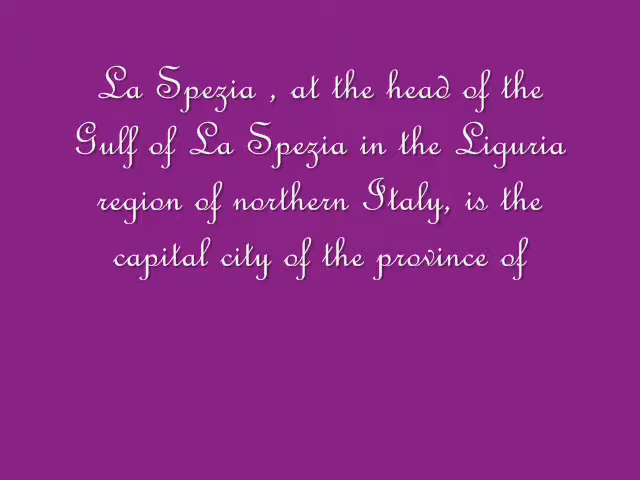 La Spezia , at the head of the
Gulf of La Spezia in the Liguria
region of northern Italy, is the
capital city of the province of